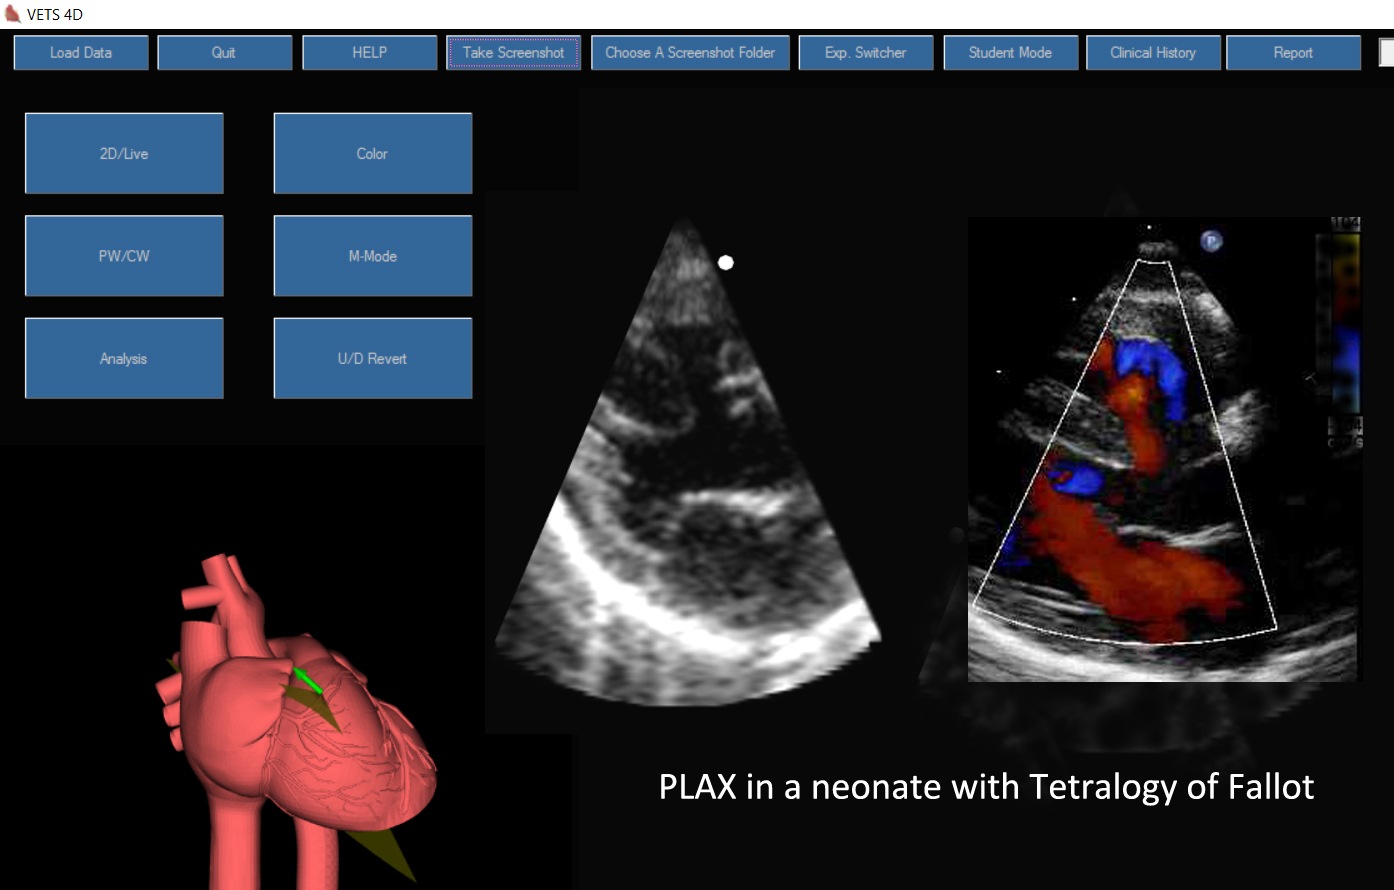 VETS 4D
Load Data
Quit
HELP
Take Screenshot
Choose A Screenshot Folder
Exp. Switcher
Student Mode
Clinical History
Report
2D/Live
Color
PW/CW
M-Mode
Analysis
U/D Revert
P
PLAX in a neonate with Tetralogy of Fallot